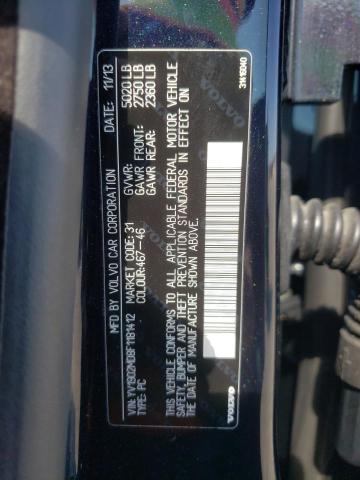 MFD BY VOLVO CAR CORPORATION
11/13
GVWR: 5020 LB
GAWR FRONT: 2750 LB
GAWR REAR: 2360 LB
MARKET CODE: 31
COLOUR:467-46
THIS VEHICLE CONFORMS TO ALL APPLICABLE FEDERAL MOTOR VEHICLE
SAFETY, BUMPER AND THEFT PREVENTION STANDARDS IN EFFECT ON
THE DATE OF MANUFACTURE SHOWN ABOVE.
VIN: YV1902MD8F1181412
TYPE: PC
VOLVO
31419240